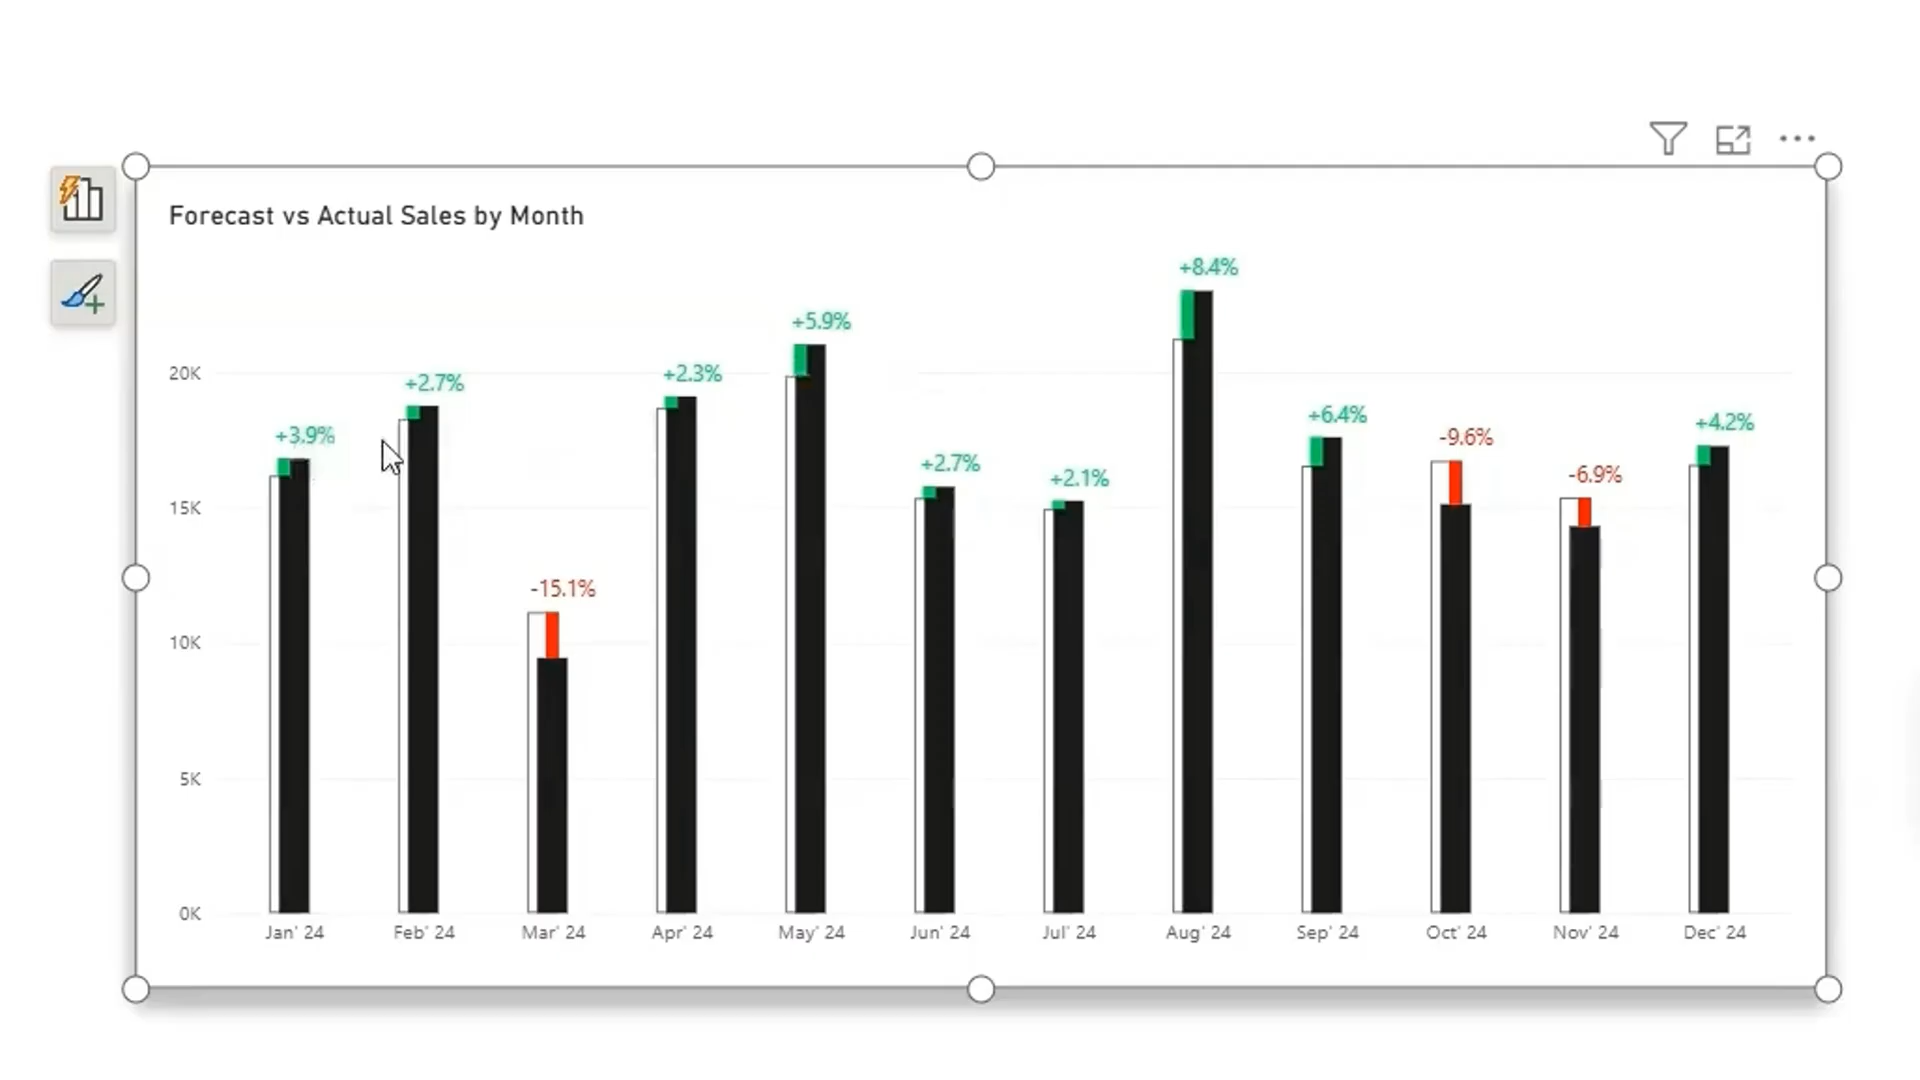 Forecast vs Actual Sales by Month
+8.4%
+5.9%
+2.3%
+2.7%
+4.2%
+6.4%
+3.9%
-9.6%
+2.7%
-6.9%
+2.1%
-15.1%
20K
15K
10K
5K
0K
Jan' 24 Feb' 24 Mar' 24 Apr' 24 May' 24 Jun' 24 Jul' 24 Aug' 24 Sep' 24 Oct' 24 Nov' 24 Dec' 24